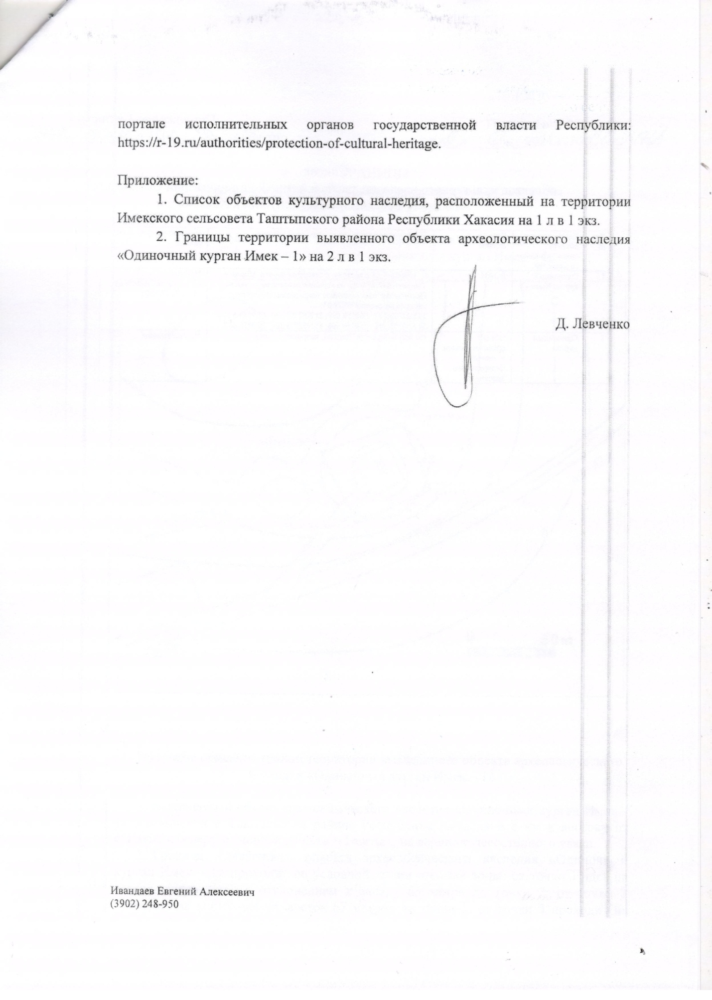 портале исполнительных органов государственной власти Республики:
https://r-19.ru/authorities/protection-of-cultural-heritage.
Приложение:
1. Список объектов культурного наследия, расположенный на территории
Имекского сельсовета Таштыпского района Республики Хакасия на 1 л в 1 экз.
2. Границы территории выявленного объекта археологического наследия
«Одиночный курган Имек – 1» на 2 л в 1 экз.
Д. Левченко
Ивандаев Евгений Алексеевич
(3902) 248-950